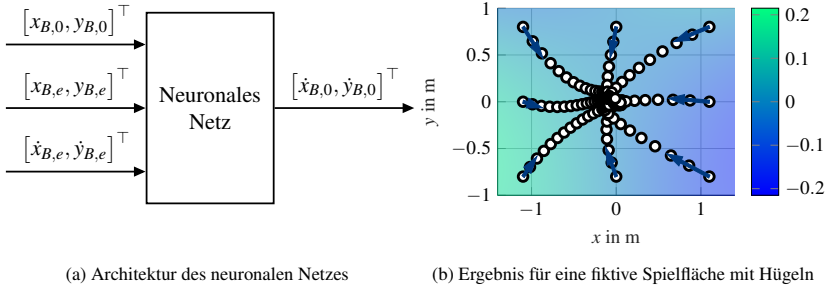 [x_{B,0}, y_{B,0}]^⊤
[x_{B,e}, y_{B,e}]^⊤
[ẋ_{B,e}, ẏ_{B,e}]^⊤
Neuronales
Netz
[ẋ_{B,0}, ẏ_{B,0}]^⊤
(a) Architektur des neuronalen Netzes
1
0.5
0
−0.5
−1
y in m
−1 0 1
x in m
0.2
0.1
0
−0.1
−0.2
(b) Ergebnis für eine fiktive Spielfläche mit Hügeln